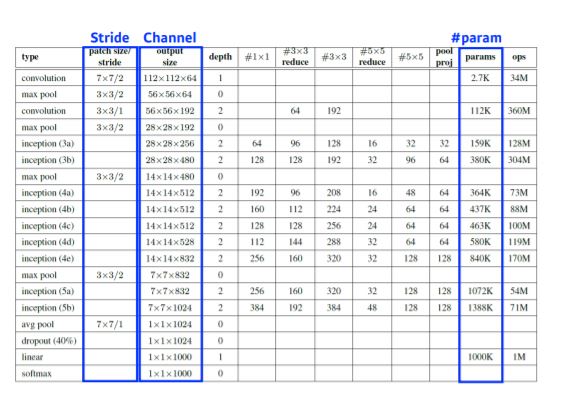 Stride Channel #param
type patch size/ stride output size depth #1×1 #3×3 reduce #3×3 #5×5 reduce #5×5 pool proj params ops
convolution 7×7/2 112×112×64 1 2.7K 34M
max pool 3×3/2 56×56×64 0
convolution 3×3/1 56×56×192 2 64 192 112K 360M
max pool 3×3/2 28×28×192 0
inception (3a) 28×28×256 2 64 96 128 16 32 32 159K 128M
inception (3b) 28×28×480 2 128 128 192 32 96 64 380K 304M
max pool 3×3/2 14×14×480 0
inception (4a) 14×14×512 2 192 96 208 16 48 64 364K 73M
inception (4b) 14×14×512 2 160 112 224 24 64 64 437K 88M
inception (4c) 14×14×512 2 128 128 256 24 64 64 463K 100M
inception (4d) 14×14×528 2 112 144 288 32 64 64 580K 119M
inception (4e) 14×14×832 2 256 160 320 32 128 128 840K 170M
max pool 3×3/2 7×7×832 0
inception (5a) 7×7×832 2 256 160 320 32 128 128 1072K 54M
inception (5b) 7×7×1024 2 384 192 384 48 128 128 1388K 71M
avg pool 7×7/1 1×1×1024 0
dropout (40%) 1×1×1024 0
linear 1×1×1000 1 1000K 1M
softmax 1×1×1000 0